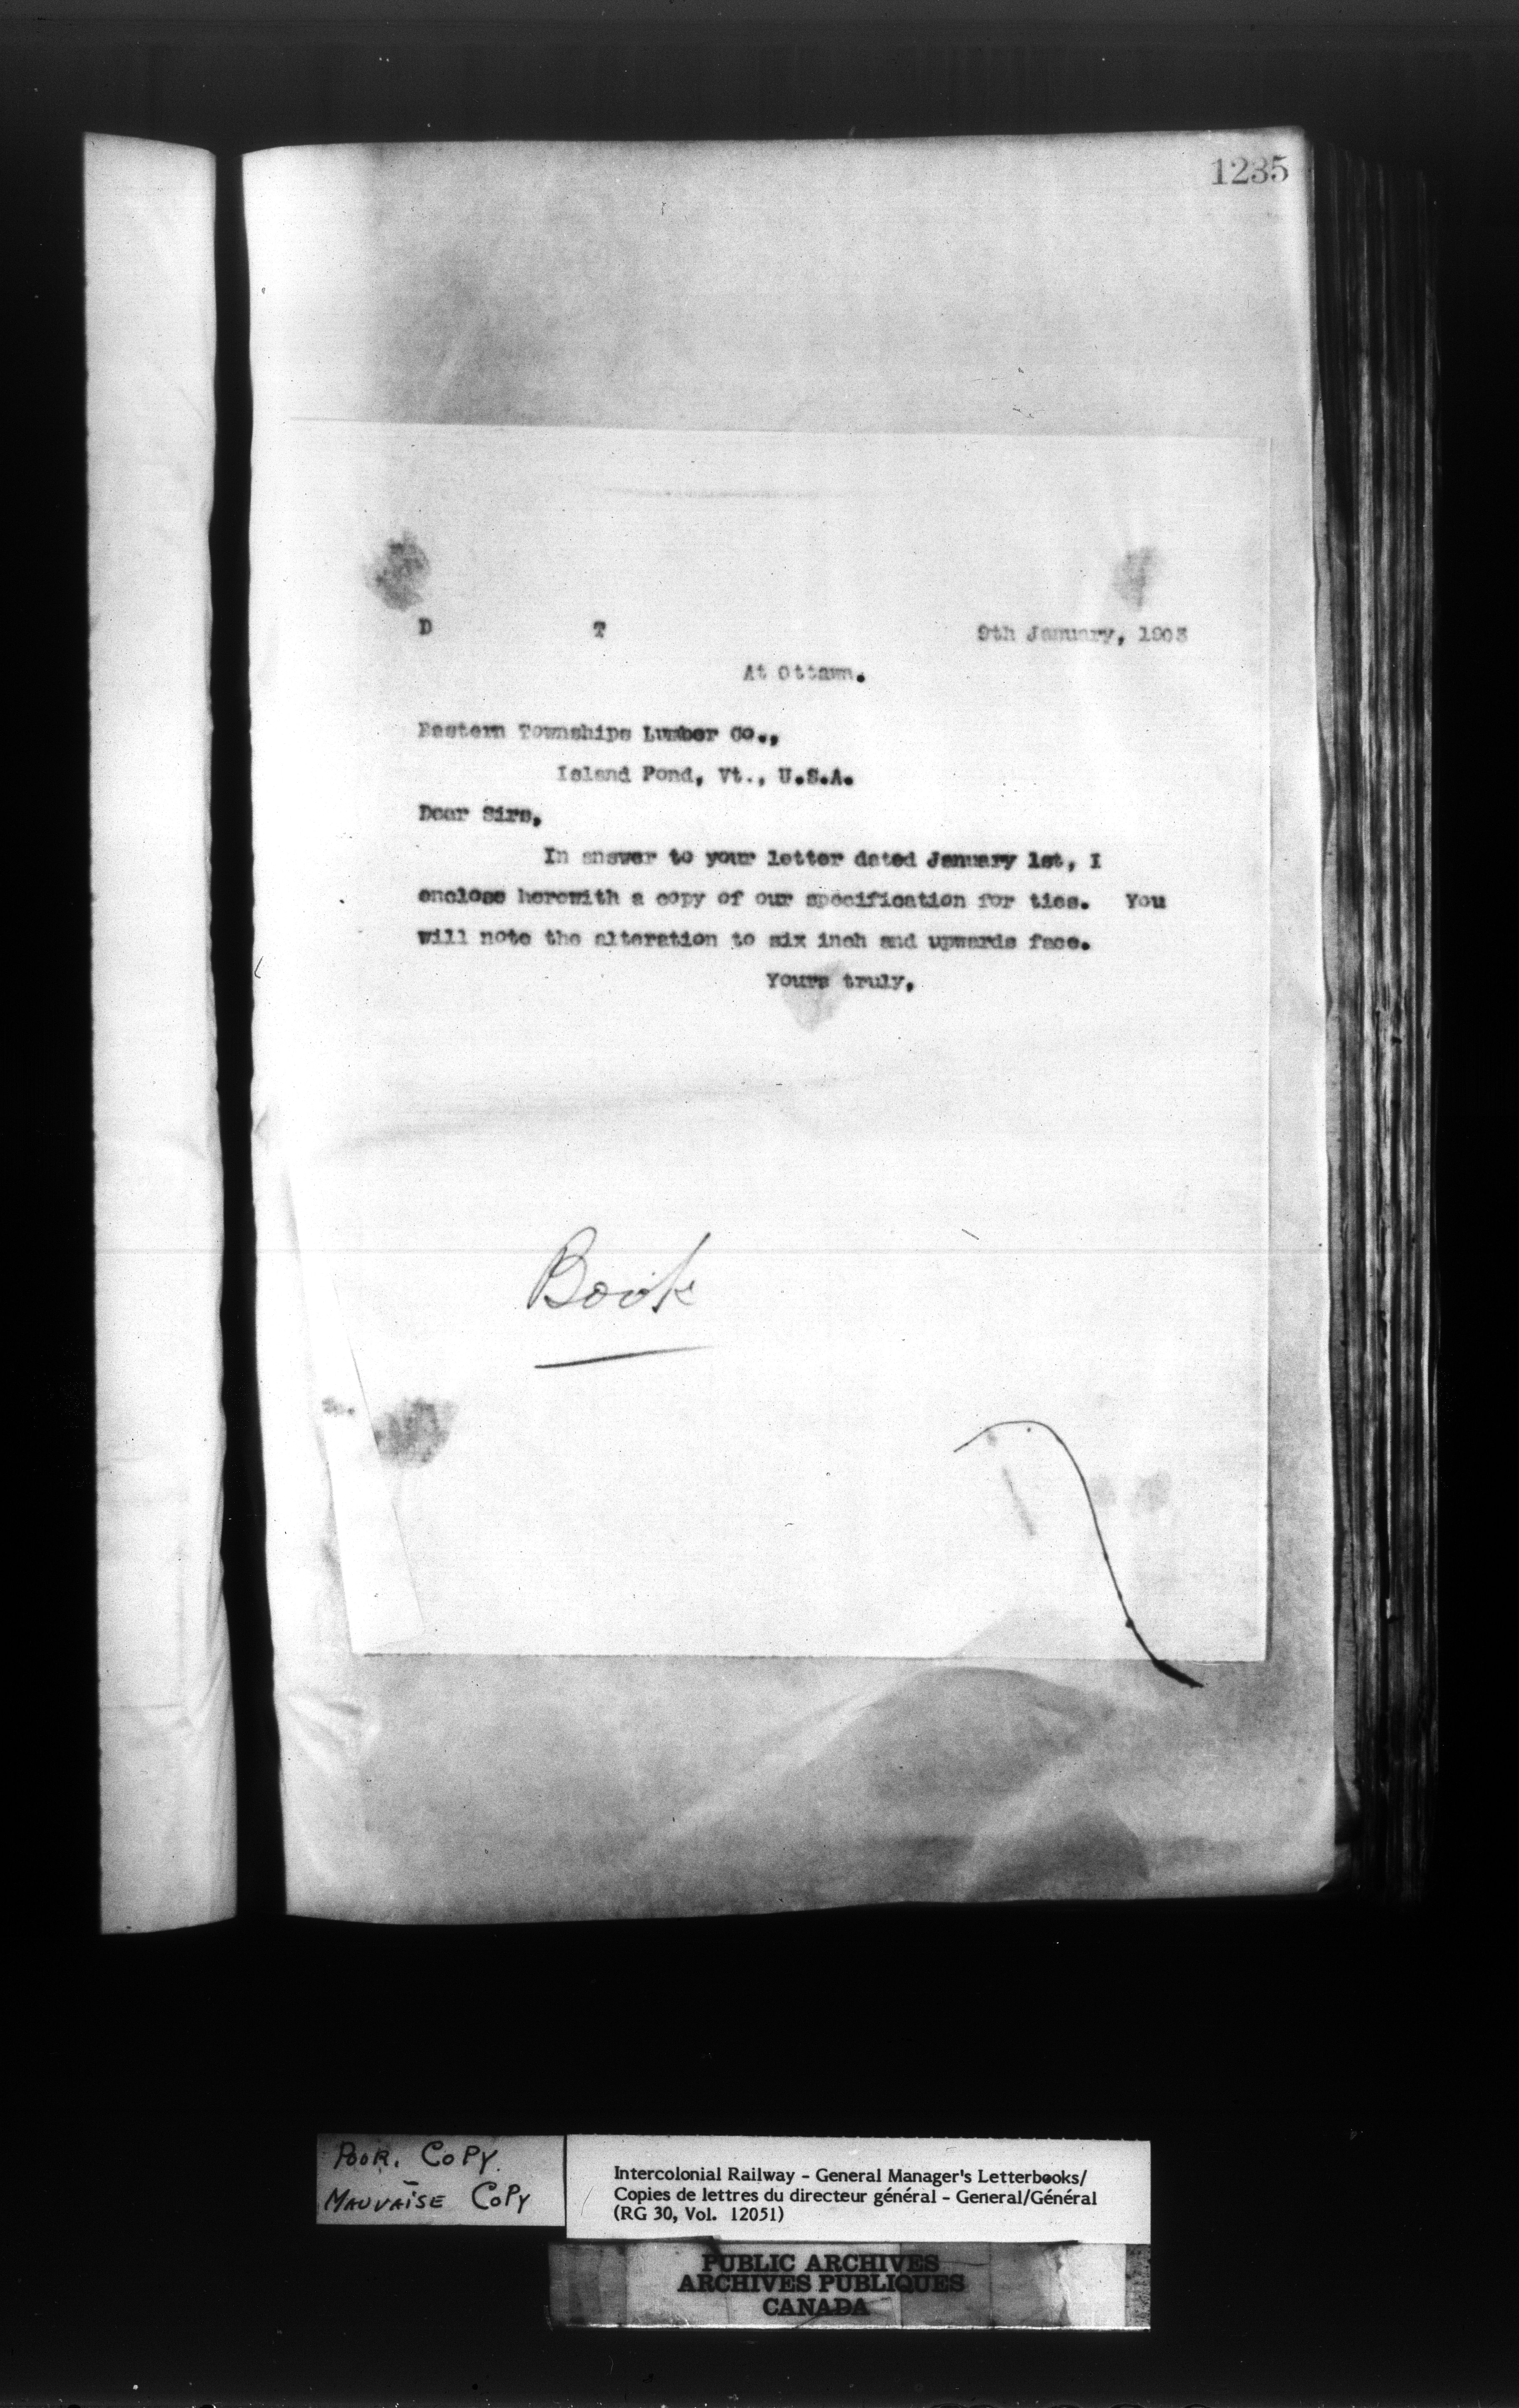 1235
D T 9th January, 1903
At Ottawa.
Eastern Townships Lumber Co.,
Island Pond, Vt., U.S.A.
Dear Sirs,
In answer to your letter dated January 1st, I
enclose herewith a copy of our specification for ties. You
will note the alteration to six inch and upwards face.
Yours truly,
Book
POOR. COPY.
MAUVAISE COPY
Intercolonial Railway - General Manager's Letterbooks/
Copies de lettres du directeur général - General/Général
(RG 30, Vol. 12051)
PUBLIC ARCHIVES
ARCHIVES PUBLIQUES
CANADA